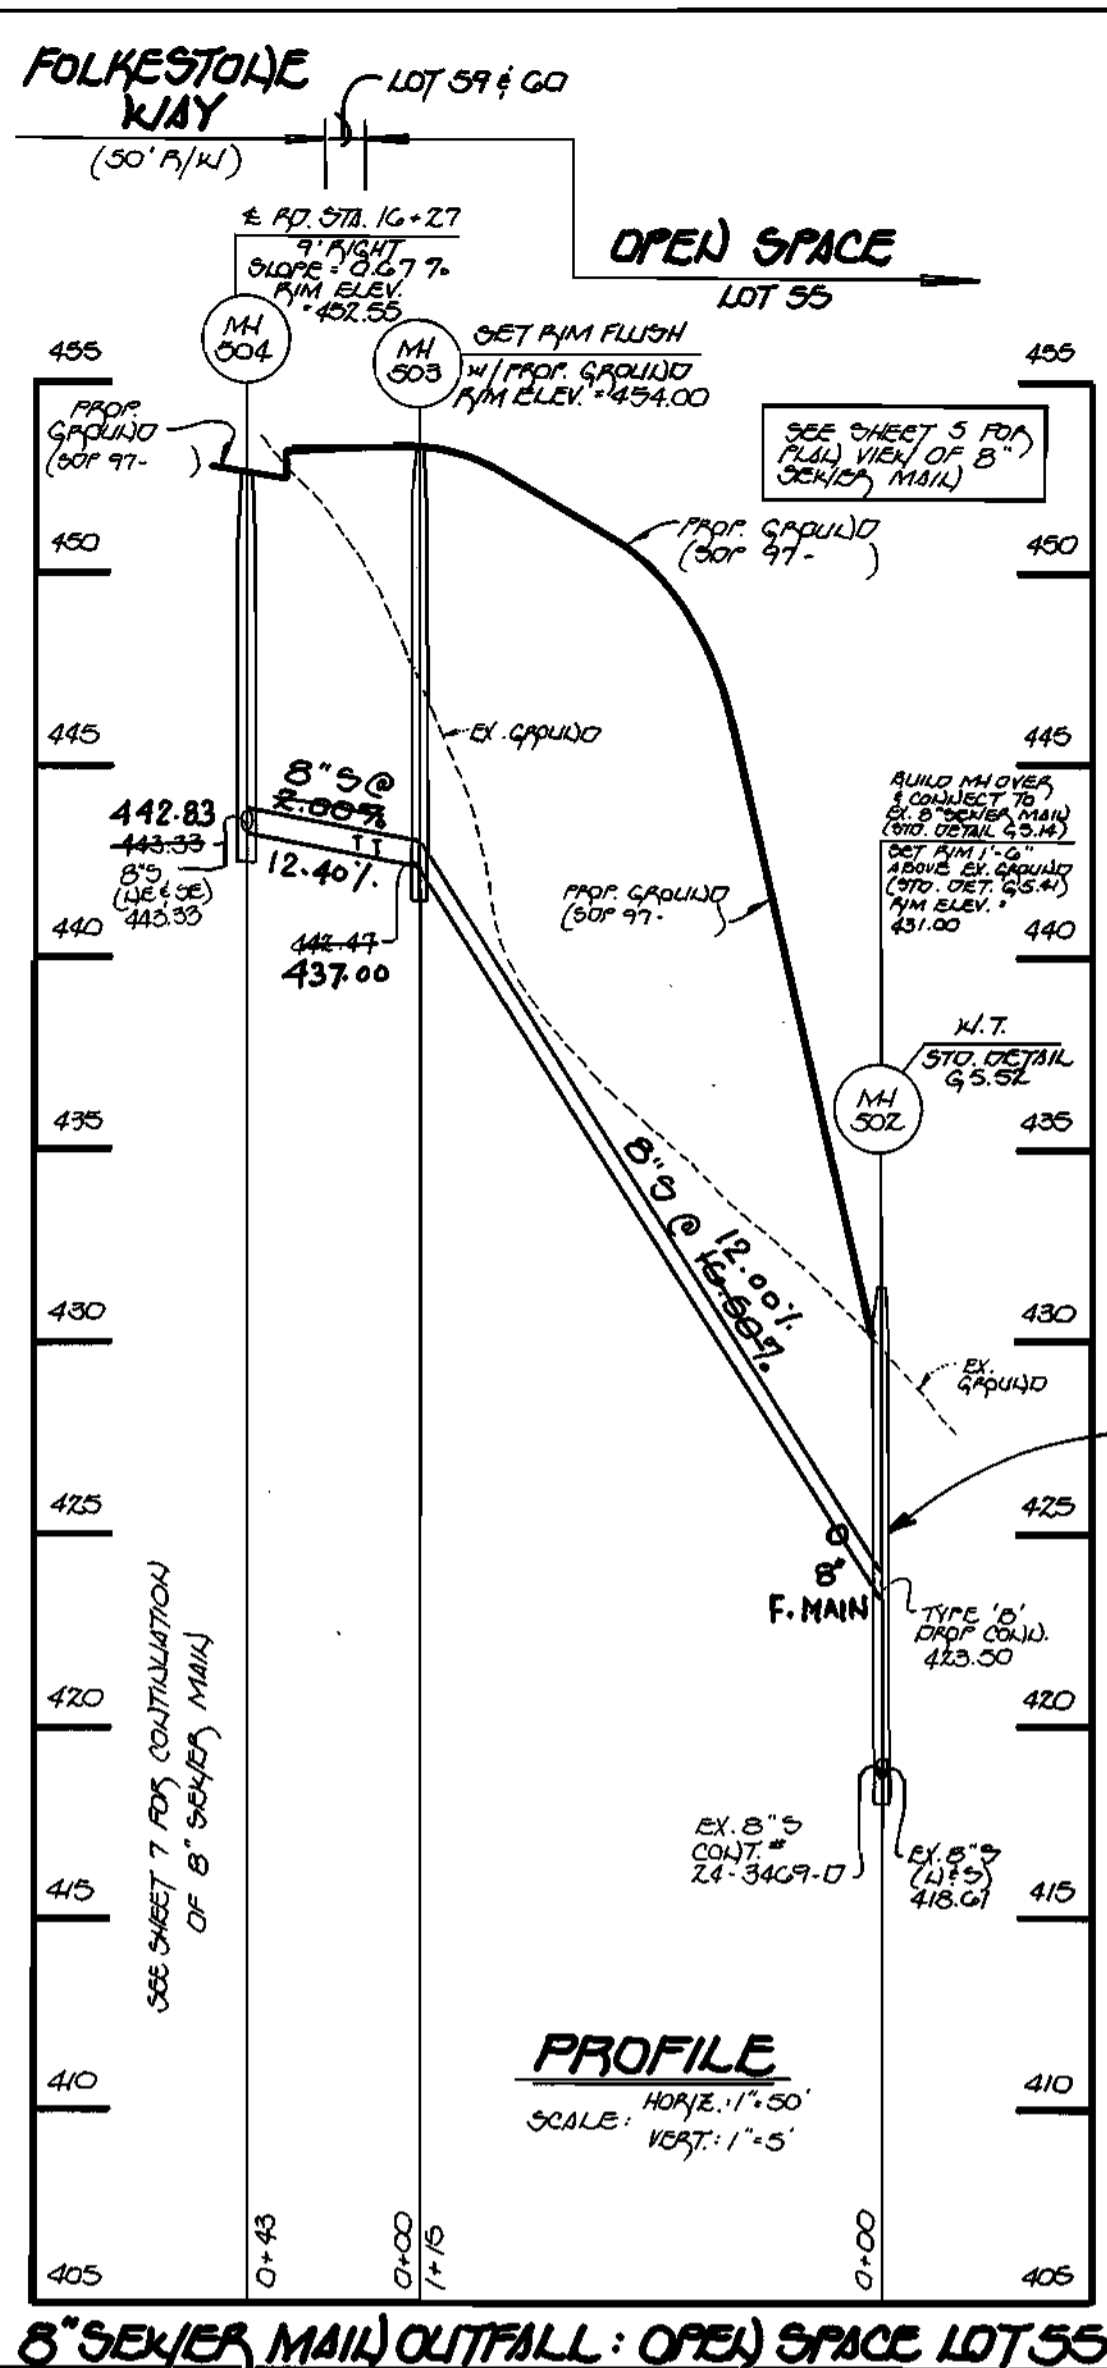 FOLKESTONE
WAY
(50' R/W)
LOT 59 & 60
℄ RD. STA. 16+27
9' RIGHT
SLOPE = 0.67 %
RIM ELEV.
= 452.55
OPEN SPACE
LOT 55
MH
504
MH
503
SET RIM FLUSH
W/ PROP. GROUND
RIM ELEV. = 454.00
455
455
PROP.
GROUND
(SDP 97- )
SEE SHEET 5 FOR
PLAN VIEW OF 8"
SEWER MAIN
PROP. GROUND
(SDP 97- )
450
450
EX. GROUND
445
445
8" S @
2.00%
12.40%
442.83
443.33
8"S
(NE & SE)
443.33
442.47
437.00
BUILD MH OVER
& CONNECT TO
EX. 8" SEWER MAIN
(STD. DETAIL G5.14)
SET RIM 1'-6"
ABOVE EX. GROUND
(STD. DET. G5.41)
RIM ELEV. =
431.00
PROP. GROUND
(SDP 97-
440
440
W.T.
STD. DETAIL
G5.52
MH
502
435
435
8" S @ 12.00%
16.50%
430
430
EX.
GROUND
425
425
8"
F. MAIN
TYPE 'B'
DROP CONN.
423.50
SEE SHEET 7 FOR CONTINUATION
OF 8" SEWER MAIN
420
420
EX. 8" S
CONT. #
24-3469-D
EX. 8"S
(N & S)
418.67
415
415
PROFILE
SCALE: HORIZ.: 1"=50'
VERT.: 1"=5'
410
410
0+43
0+00
1+15
0+00
405
405
8" SEWER MAIN OUTFALL : OPEN SPACE LOT 55